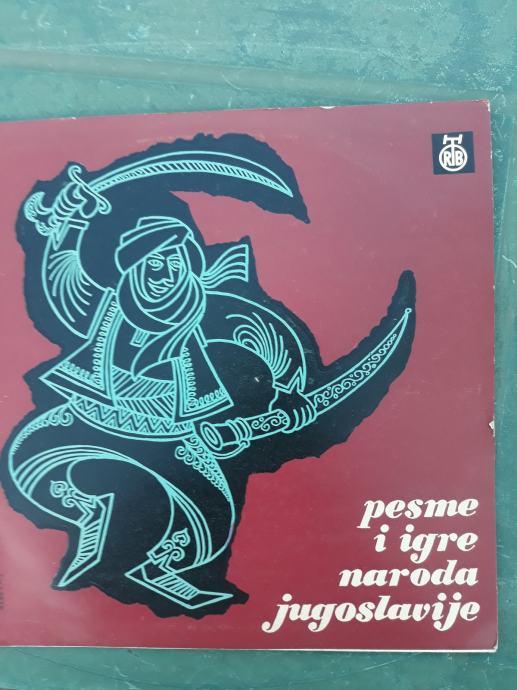 RTB
pesme
i igre
naroda
jugoslavije